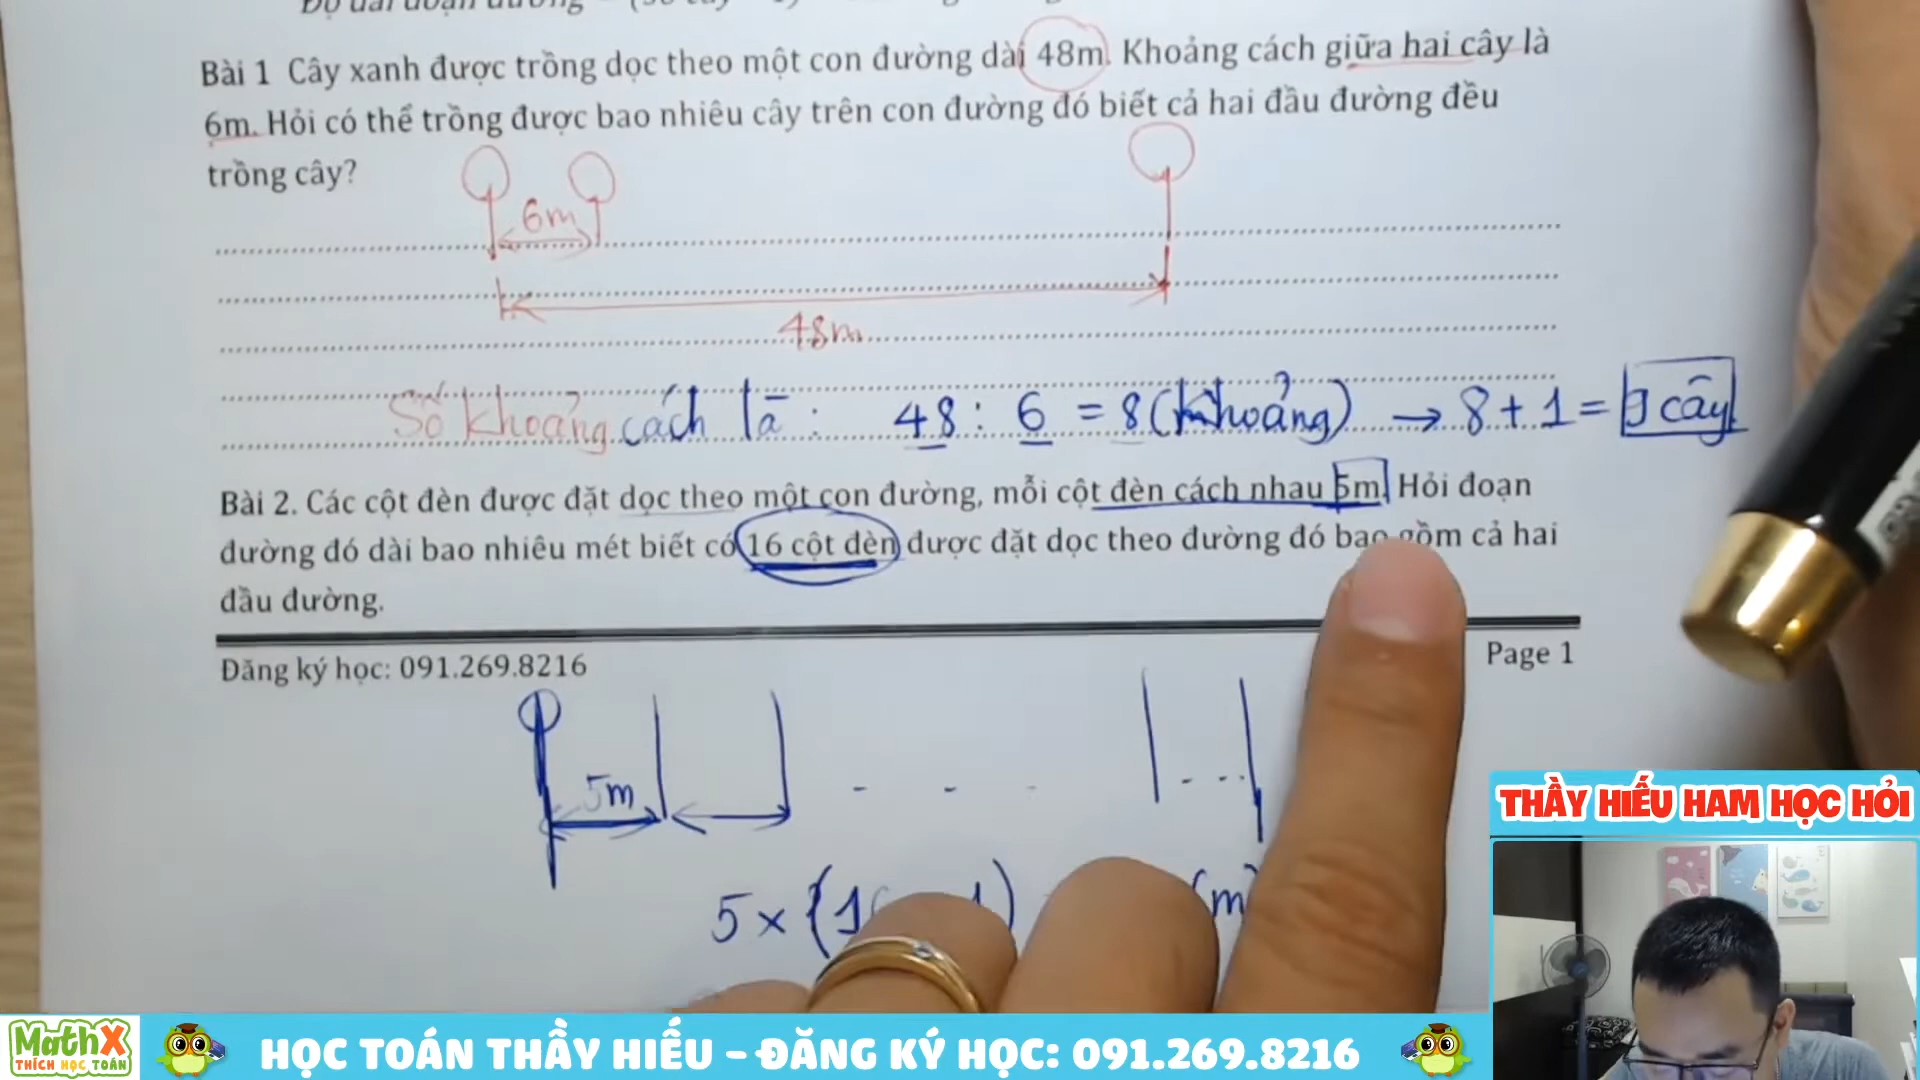 Bài 1 Cây xanh được trồng dọc theo một con đường dài 48m. Khoảng cách giữa hai cây là
6m. Hỏi có thể trồng được bao nhiêu cây trên con đường đó biết cả hai đầu đường đều
trồng cây?
6m
48m
Số khoảng cách là : 48 : 6 = 8 (khoảng) → 8 + 1 = 9 cây
Bài 2. Các cột đèn được đặt dọc theo một con đường, mỗi cột đèn cách nhau 5m. Hỏi đoạn
đường đó dài bao nhiêu mét biết có 16 cột đèn được đặt dọc theo đường đó bao gồm cả hai
đầu đường.
Đăng ký học: 091.269.8216
Page 1
5m
5 × (1 1) (m)
THẦY HIẾU HAM HỌC HỎI
MathX
THÍCH HỌC TOÁN
HỌC TOÁN THẦY HIẾU - ĐĂNG KÝ HỌC: 091.269.8216